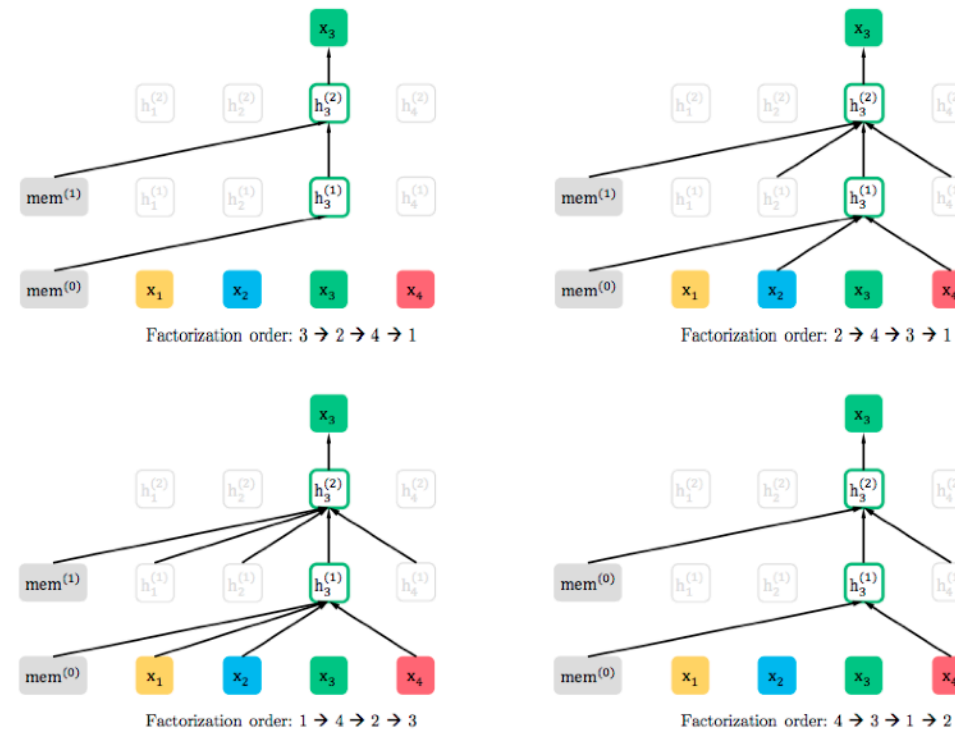 x₃ x₃
h₁⁽²⁾ h₂⁽²⁾ h₃⁽²⁾ h₄⁽²⁾ h₁⁽²⁾ h₂⁽²⁾ h₃⁽²⁾
mem⁽¹⁾ h₁⁽¹⁾ h₂⁽¹⁾ h₃⁽¹⁾ h₄⁽¹⁾ mem⁽¹⁾ h₁⁽¹⁾ h₂⁽¹⁾ h₃⁽¹⁾
mem⁽⁰⁾ x₁ x₂ x₃ x₄ mem⁽⁰⁾ x₁ x₂ x₃ x₄
Factorization order: 3 → 2 → 4 → 1 Factorization order: 2 → 4 → 3 → 1
x₃ x₃
h₁⁽²⁾ h₂⁽²⁾ h₃⁽²⁾ h₄⁽²⁾ h₁⁽²⁾ h₂⁽²⁾ h₃⁽²⁾
mem⁽¹⁾ h₁⁽¹⁾ h₂⁽¹⁾ h₃⁽¹⁾ h₄⁽¹⁾ mem⁽⁰⁾ h₁⁽¹⁾ h₂⁽¹⁾ h₃⁽¹⁾
mem⁽⁰⁾ x₁ x₂ x₃ x₄ mem⁽⁰⁾ x₁ x₂ x₃ x₄
Factorization order: 1 → 4 → 2 → 3 Factorization order: 4 → 3 → 1 → 2